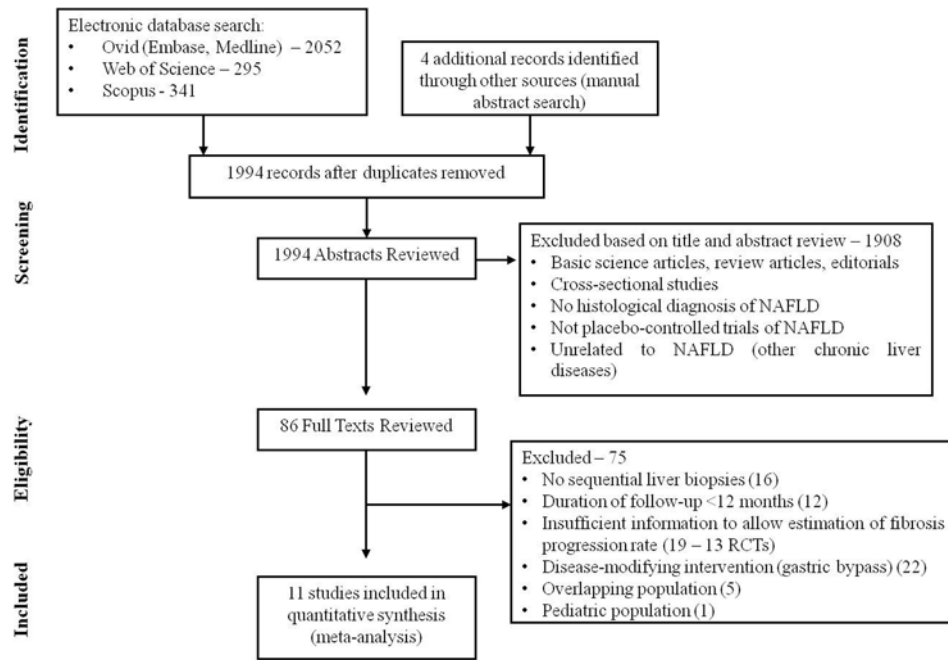 Identification
Electronic database search:
• Ovid (Embase, Medline) – 2052
• Web of Science – 295
• Scopus - 341
4 additional records identified
through other sources (manual
abstract search)
1994 records after duplicates removed
Screening
1994 Abstracts Reviewed
Excluded based on title and abstract review – 1908
• Basic science articles, review articles, editorials
• Cross-sectional studies
• No histological diagnosis of NAFLD
• Not placebo-controlled trials of NAFLD
• Unrelated to NAFLD (other chronic liver
diseases)
Eligibility
86 Full Texts Reviewed
Excluded – 75
• No sequential liver biopsies (16)
• Duration of follow-up <12 months (12)
• Insufficient information to allow estimation of fibrosis
progression rate (19 – 13 RCTs)
• Disease-modifying intervention (gastric bypass) (22)
• Overlapping population (5)
• Pediatric population (1)
Included
11 studies included in
quantitative synthesis
(meta-analysis)